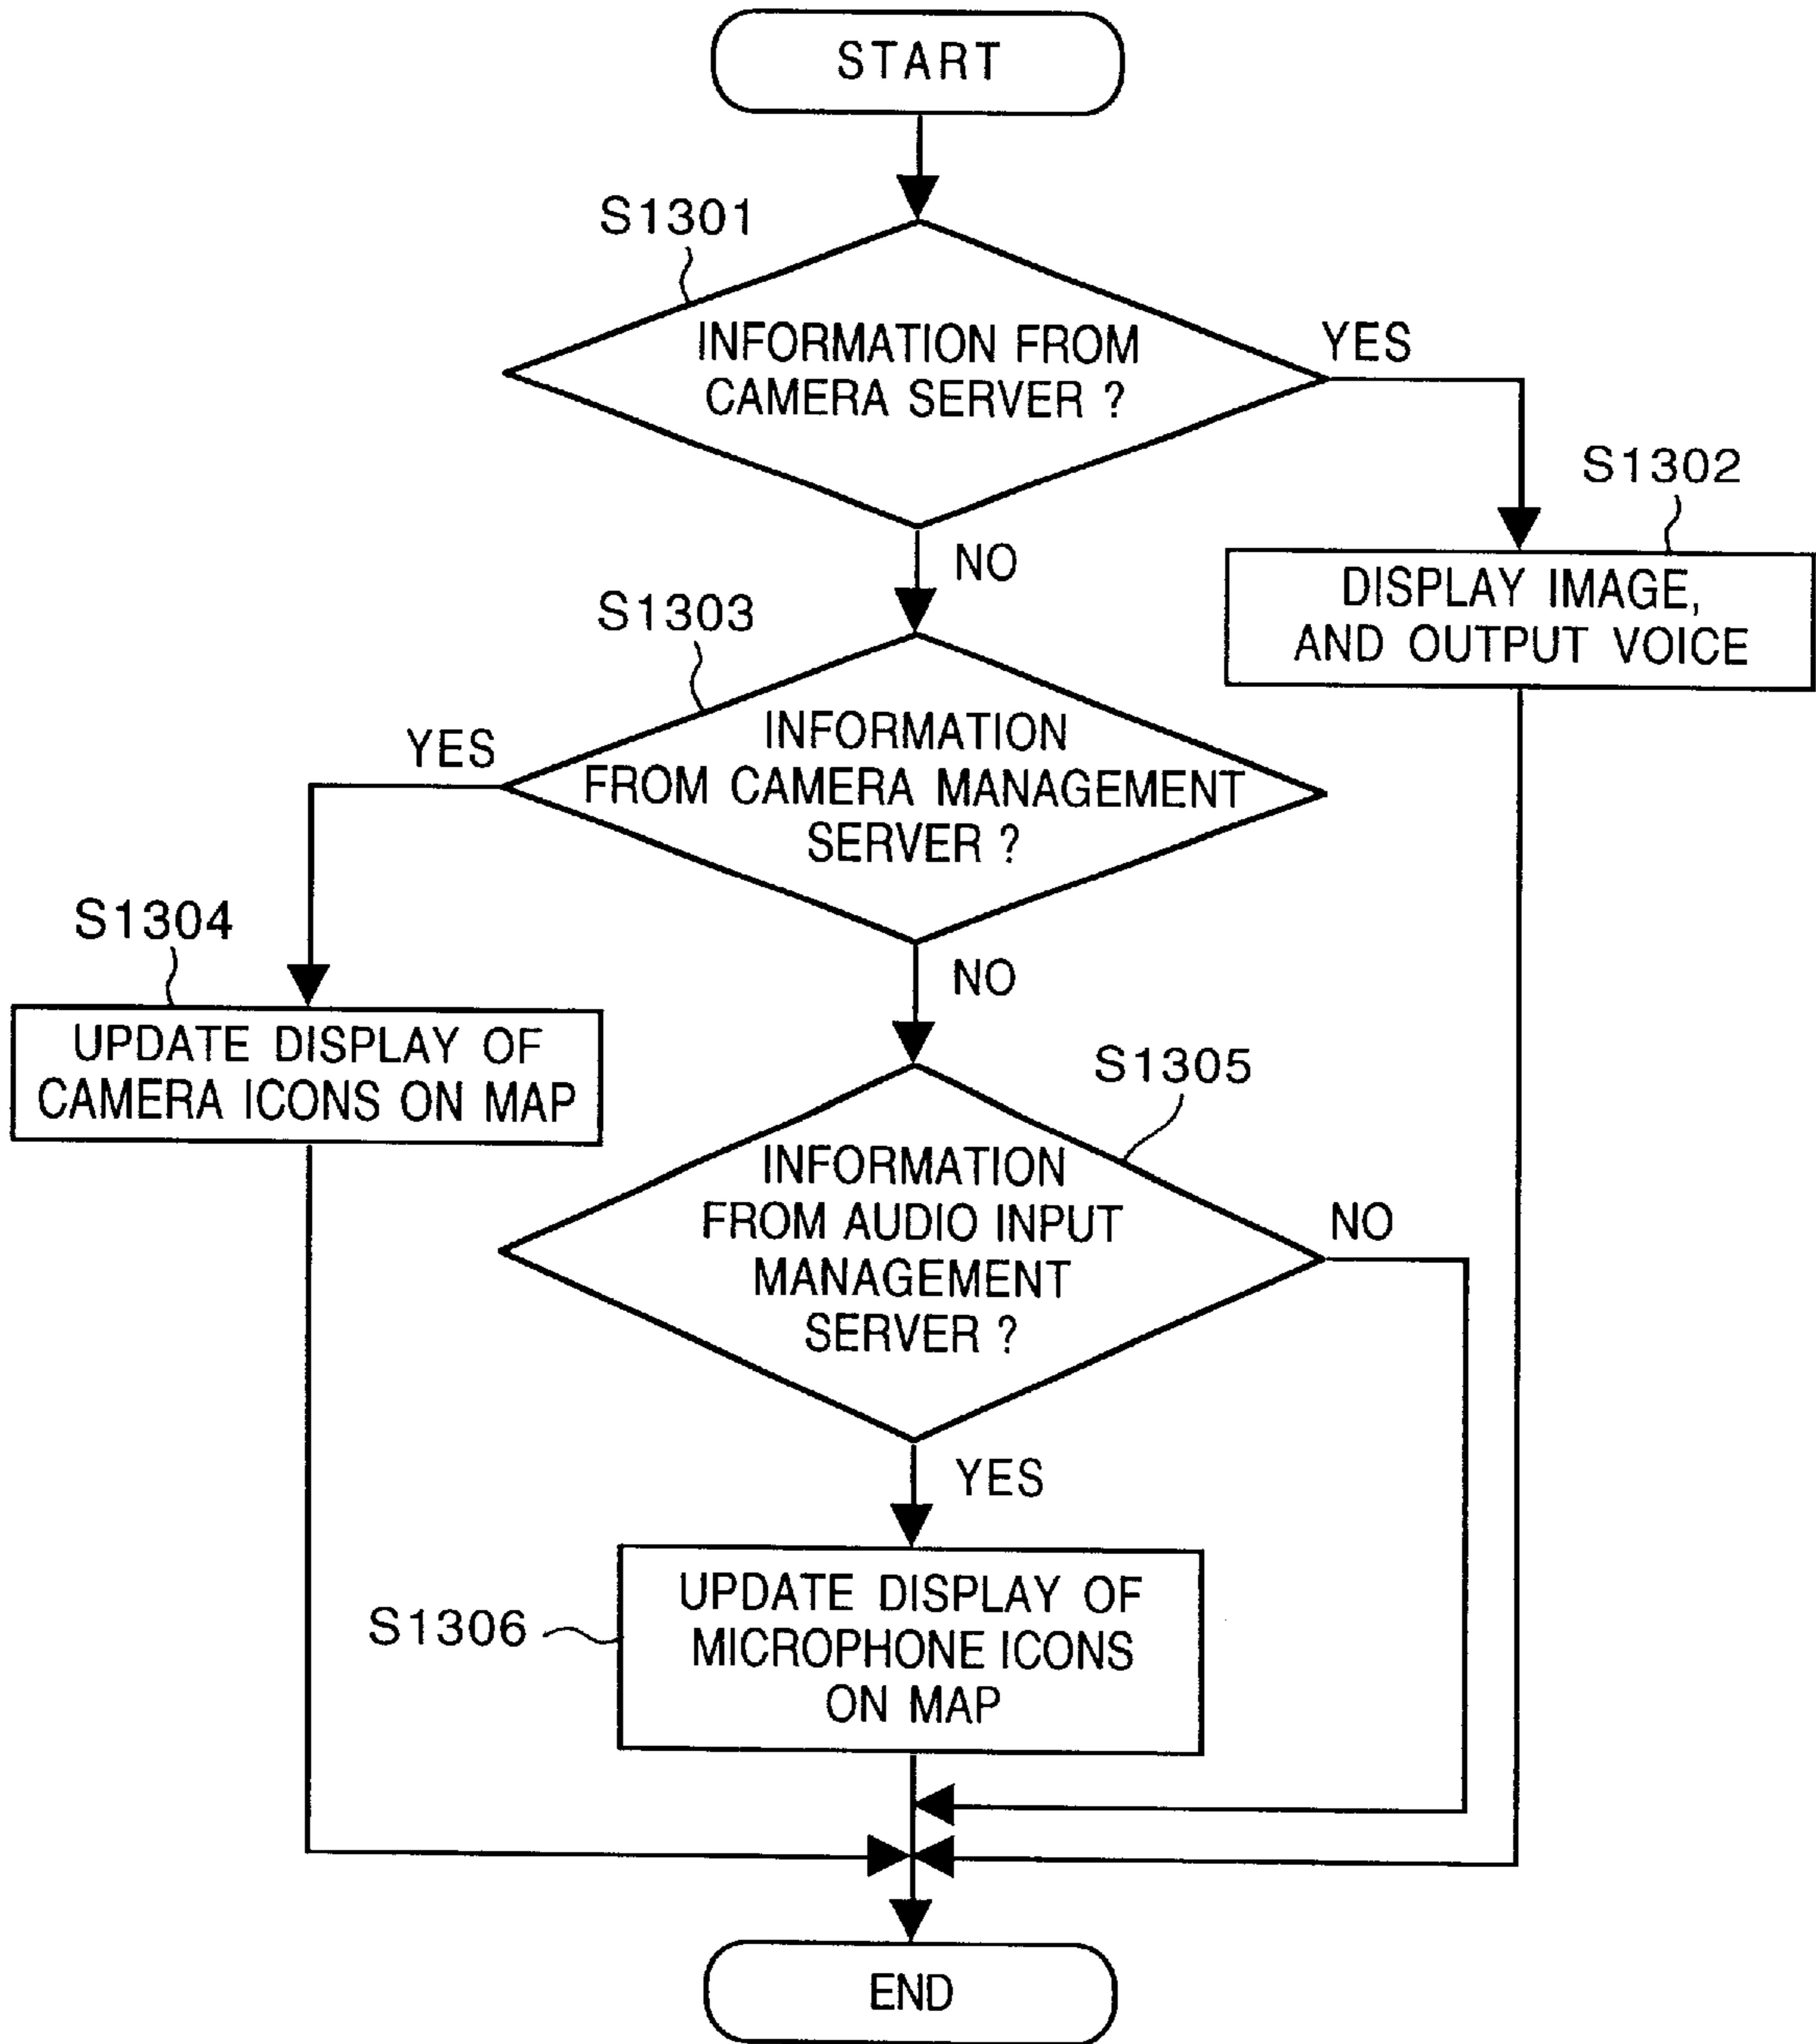 START
S1301
INFORMATION FROM
CAMERA SERVER ?
YES
S1302
DISPLAY IMAGE,
AND OUTPUT VOICE
NO
S1303
INFORMATION
FROM CAMERA MANAGEMENT
SERVER ?
YES
S1304
UPDATE DISPLAY OF
CAMERA ICONS ON MAP
NO
S1305
INFORMATION
FROM AUDIO INPUT
MANAGEMENT
SERVER ?
NO
YES
S1306
UPDATE DISPLAY OF
MICROPHONE ICONS
ON MAP
END